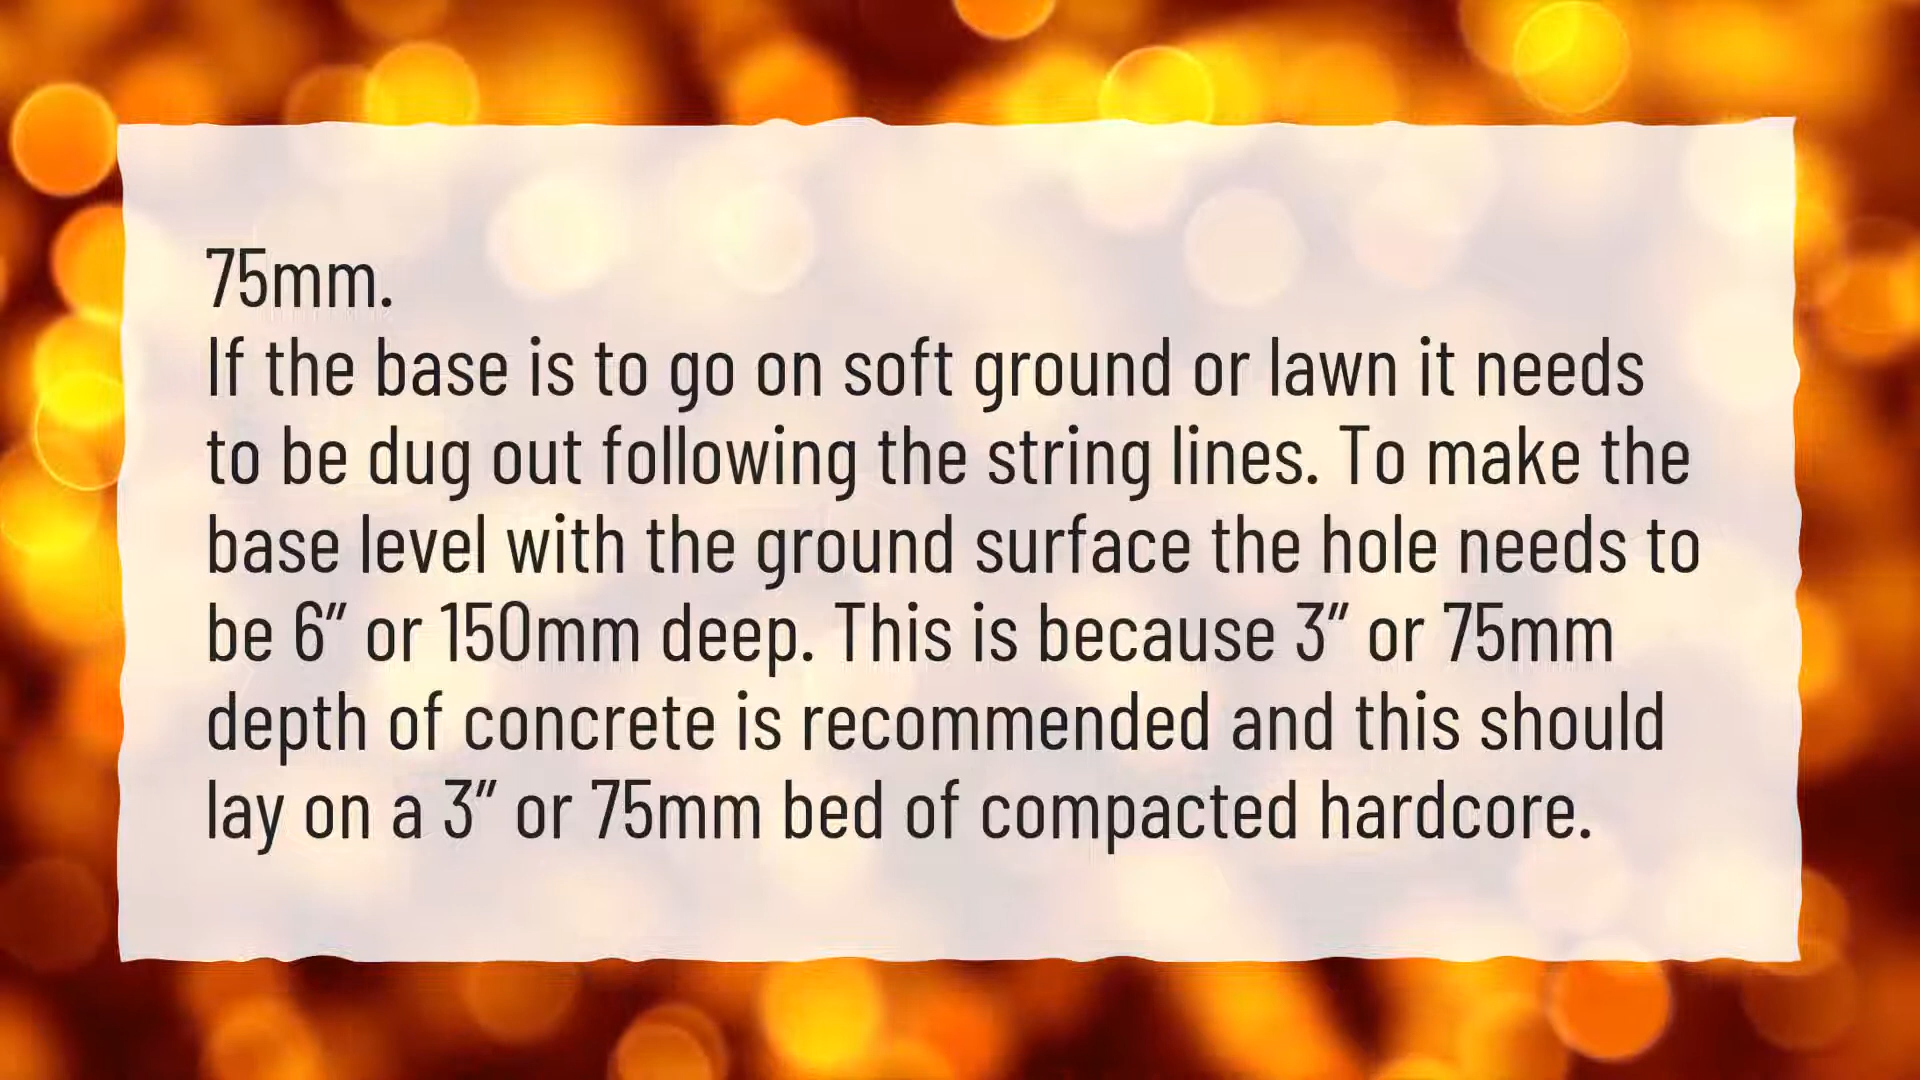 75mm.
If the base is to go on soft ground or lawn it needs
to be dug out following the string lines. To make the
base level with the ground surface the hole needs to
be 6” or 150mm deep. This is because 3” or 75mm
depth of concrete is recommended and this should
lay on a 3” or 75mm bed of compacted hardcore.